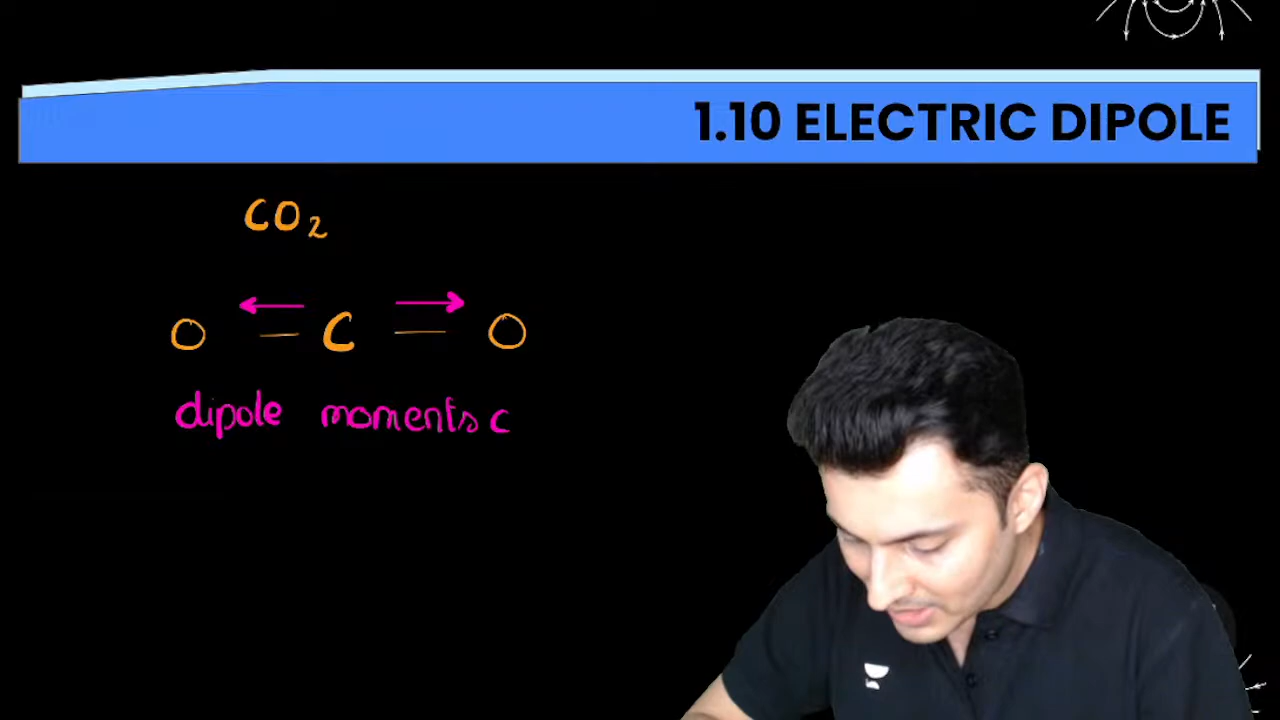 1.10 ELECTRIC DIPOLE
CO2
O — C — O
dipole moments c